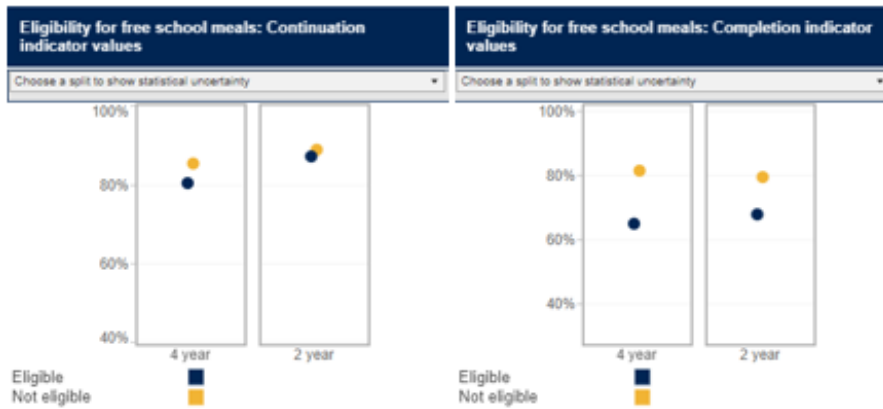 Eligibility for free school meals: Continuation
indicator values
Choose a split to show statistical uncertainty
100%
80%
60%
40%
4 year
2 year
Eligible
Not eligible
Eligibility for free school meals: Completion indicator
values
Choose a split to show statistical uncertainty
100%
80%
60%
40%
4 year
2 year
Eligible
Not eligible